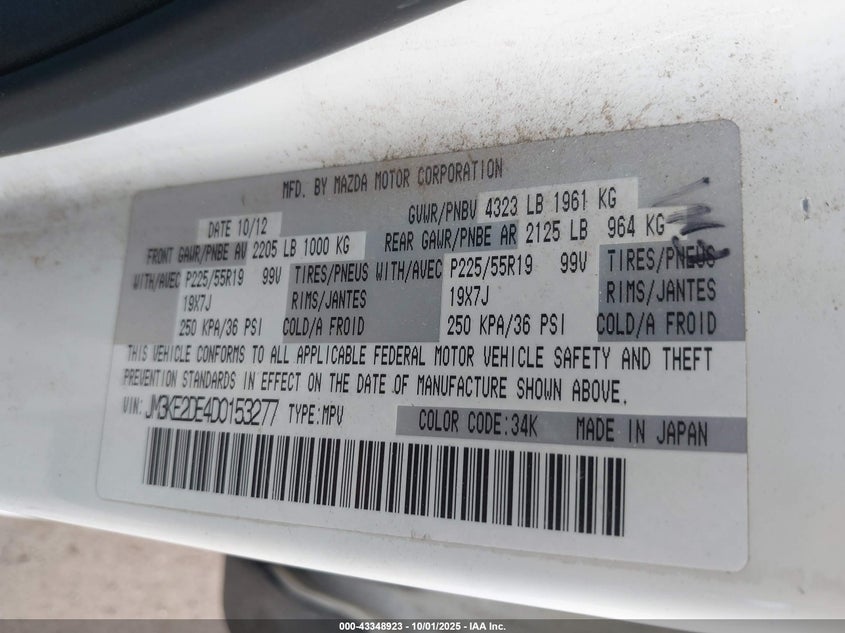 MFD. BY MAZDA MOTOR CORPORATION
DATE 10/12 GVWR/PNBV 4323 LB 1961 KG
FRONT GAWR/PNBE AV 2205 LB 1000 KG REAR GAWR/PNBE AR 2125 LB 964 KG
WITH/AVEC P225/55R19 99V TIRES/PNEUS WITH/AVEC P225/55R19 99V TIRES/PNEUS
19X7J RIMS/JANTES 19X7J RIMS/JANTES
250 KPA/36 PSI COLD/A FROID 250 KPA/36 PSI COLD/A FROID
THIS VEHICLE CONFORMS TO ALL APPLICABLE FEDERAL MOTOR VEHICLE SAFETY AND THEFT
PREVENTION STANDARDS IN EFFECT ON THE DATE OF MANUFACTURE SHOWN ABOVE.
VIN: JM3KE2DE4D0153277 TYPE:MPV COLOR CODE:34K MADE IN JAPAN
000-43348923 - 10/01/2025 - IAA Inc.